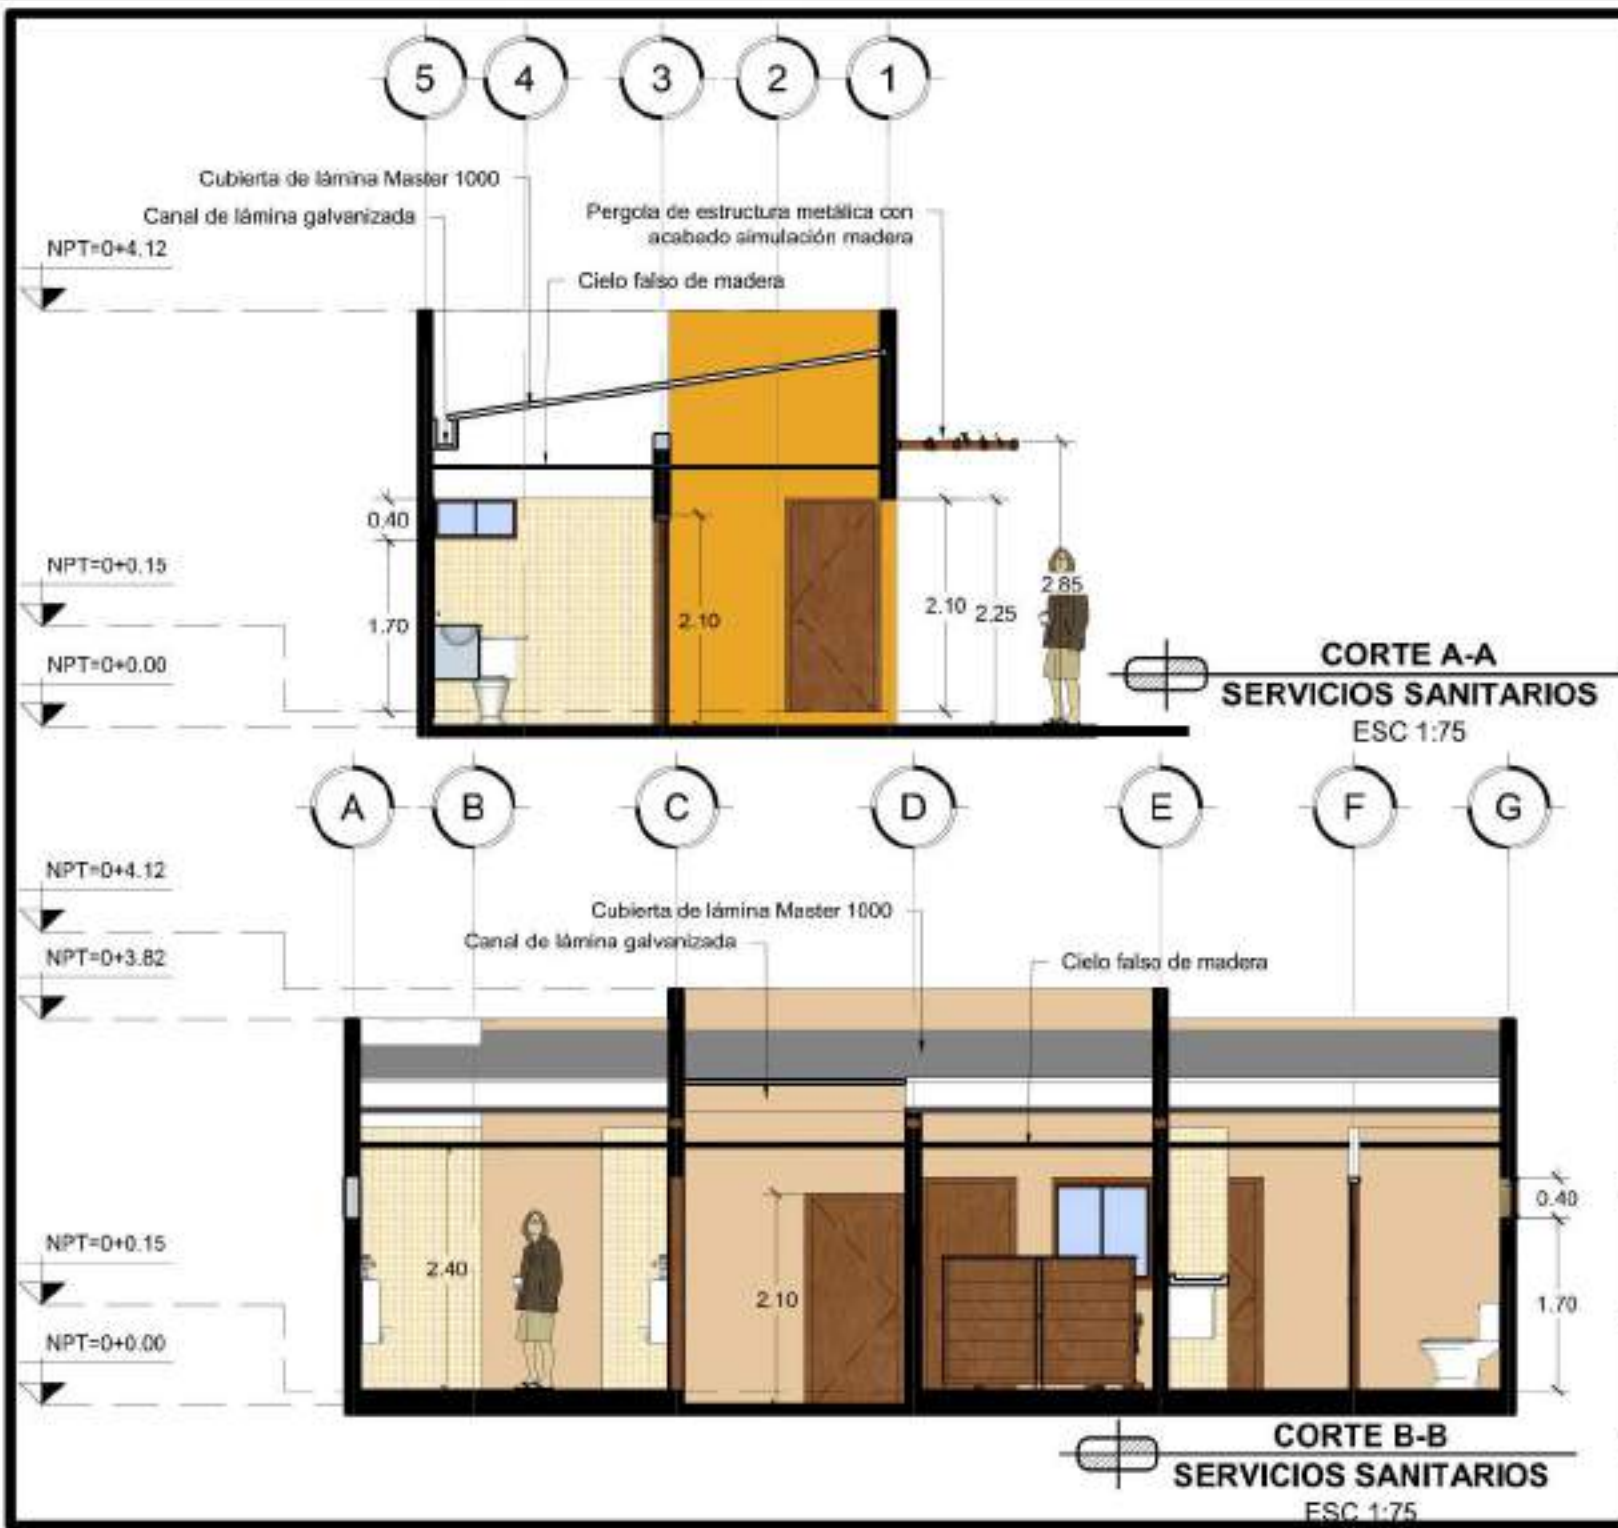 5 4 3 2 1
Cubierta de lámina Master 1000
Canal de lámina galvanizada
Pergola de estructura metálica con
acabado simulación madera
NPT=0+4.12
Cielo falso de madera
0.40
NPT=0+0.15
2.85
2.10
2.25
1.70
2.10
NPT=0+0.00
CORTE A-A
SERVICIOS SANITARIOS
ESC 1:75
A B C D E F G
NPT=0+4.12
Cubierta de lámina Master 1000
Canal de lámina galvanizada
NPT=0+3.82
Cielo falso de madera
0.40
NPT=0+0.15
2.40
2.10
1.70
NPT=0+0.00
CORTE B-B
SERVICIOS SANITARIOS
ESC 1:75